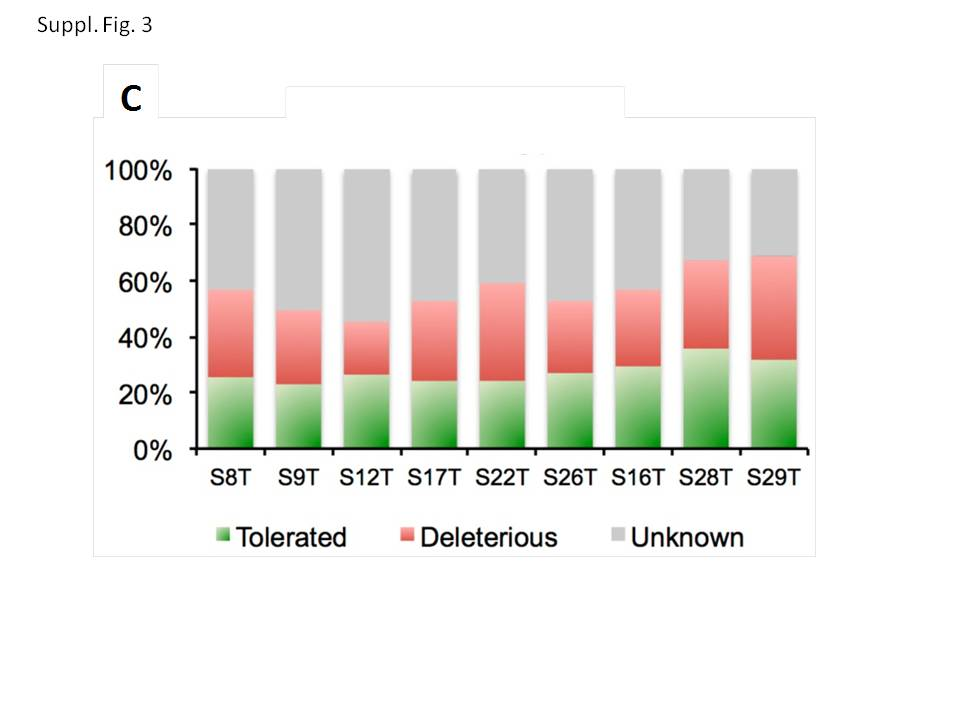 Suppl. Fig. 3
C
100%
80%
60%
40%
20%
0%
S8T S9T S12T S17T S22T S26T S16T S28T S29T
Tolerated Deleterious Unknown